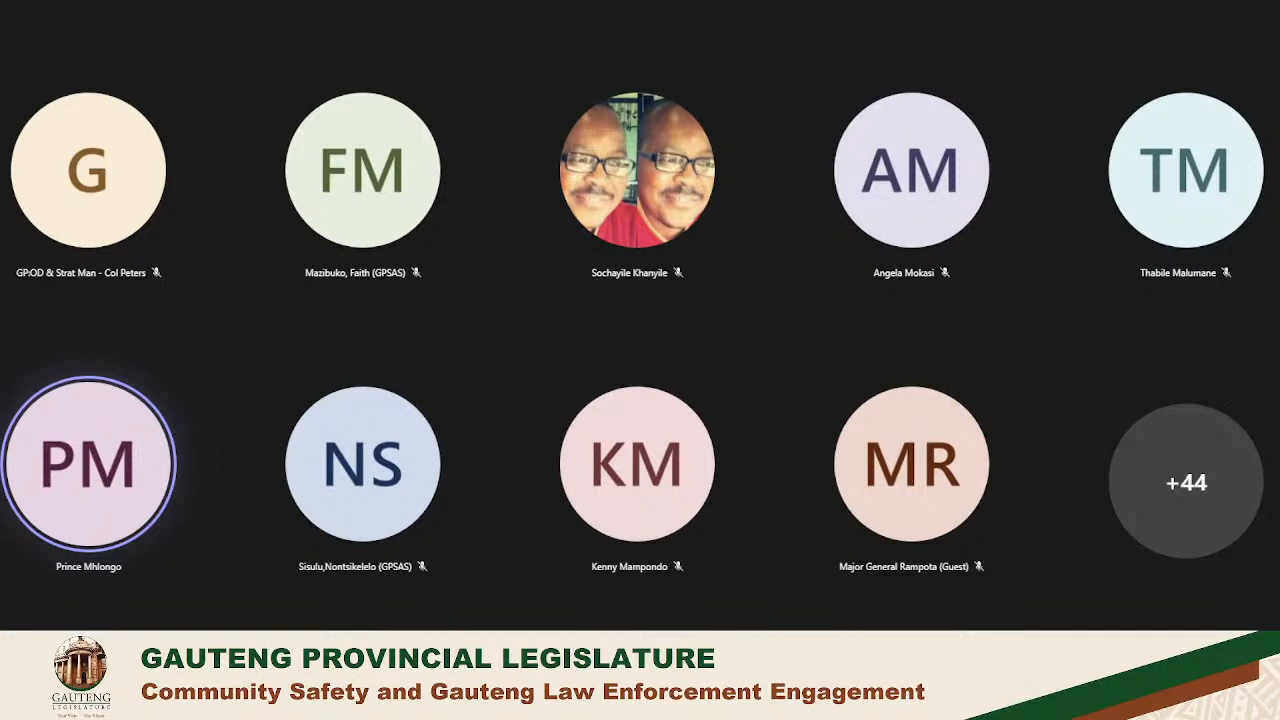 G
FM
AM
TM
GP:OD & Strat Man - Col Peters
Mazibuko, Faith (GPSAS)
Sochayile Khanyile
Angela Mokasi
Thabile Malumane
PM
NS
KM
MR
+44
Prince Mhlongo
Sisulu,Nontsikelelo (GPSAS)
Kenny Mampondo
Major General Rampota (Guest)
GAUTENG PROVINCIAL LEGISLATURE
Community Safety and Gauteng Law Enforcement Engagement
GAUTENG
LEGISLATURE